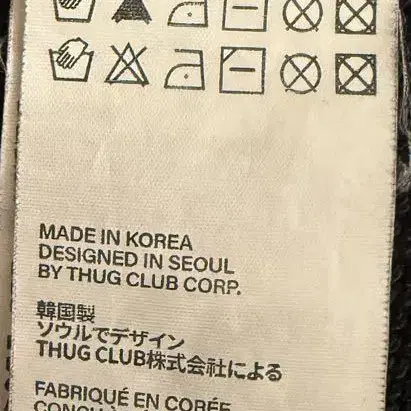 MADE IN KOREA
DESIGNED IN SEOUL
BY THUG CLUB CORP.
韓国製
ソウルでデザイン
THUG CLUB株式会社による
FABRIQUÉ EN CORÉE
CONÇU À